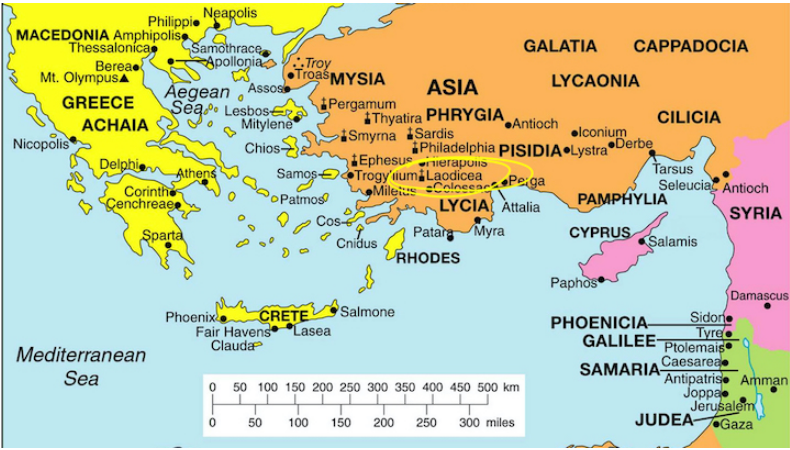 Neapolis
Philippi
MACEDONIA
Amphipolis
Thessalonica
Samothrace
Apollonia
Berea
Mt. Olympus
Troy
Troas
MYSIA
ASIA
GALATIA
CAPPADOCIA
LYCAONIA
Aegean
Sea
Assos
GREECE
ACHAIA
Lesbos
Mitylene
Pergamum
Thyatira
PHRYGIA
Antioch
CILICIA
Nicopolis
Chios
Smyrna
Sardis
Philadelphia
PISIDIA
Iconium
Lystra
Derbe
Delphi
Athens
Samos
Ephesus
Hierapolis
Trogyllium
Laodicea
Tarsus
Seleucia
Antioch
Corinth
Cenchreae
Patmos
Miletus
Colossae
Perga
Attalia
PAMPHYLIA
SYRIA
Sparta
Cos
Cnidus
LYCIA
Patara
Myra
CYPRUS
Salamis
RHODES
Paphos
Damascus
Phoenix
CRETE
Salmone
Fair Havens
Lasea
Clauda
PHOENICIA
Sidon
GALILEE
Tyre
Ptolemais
Mediterranean
Sea
SAMARIA
Caesarea
Antipatris
Amman
Joppa
Jerusalem
JUDEA
Gaza
0 50 100 150 200 250 300 350 400 450 500 km
0 50 100 150 200 250 300 miles